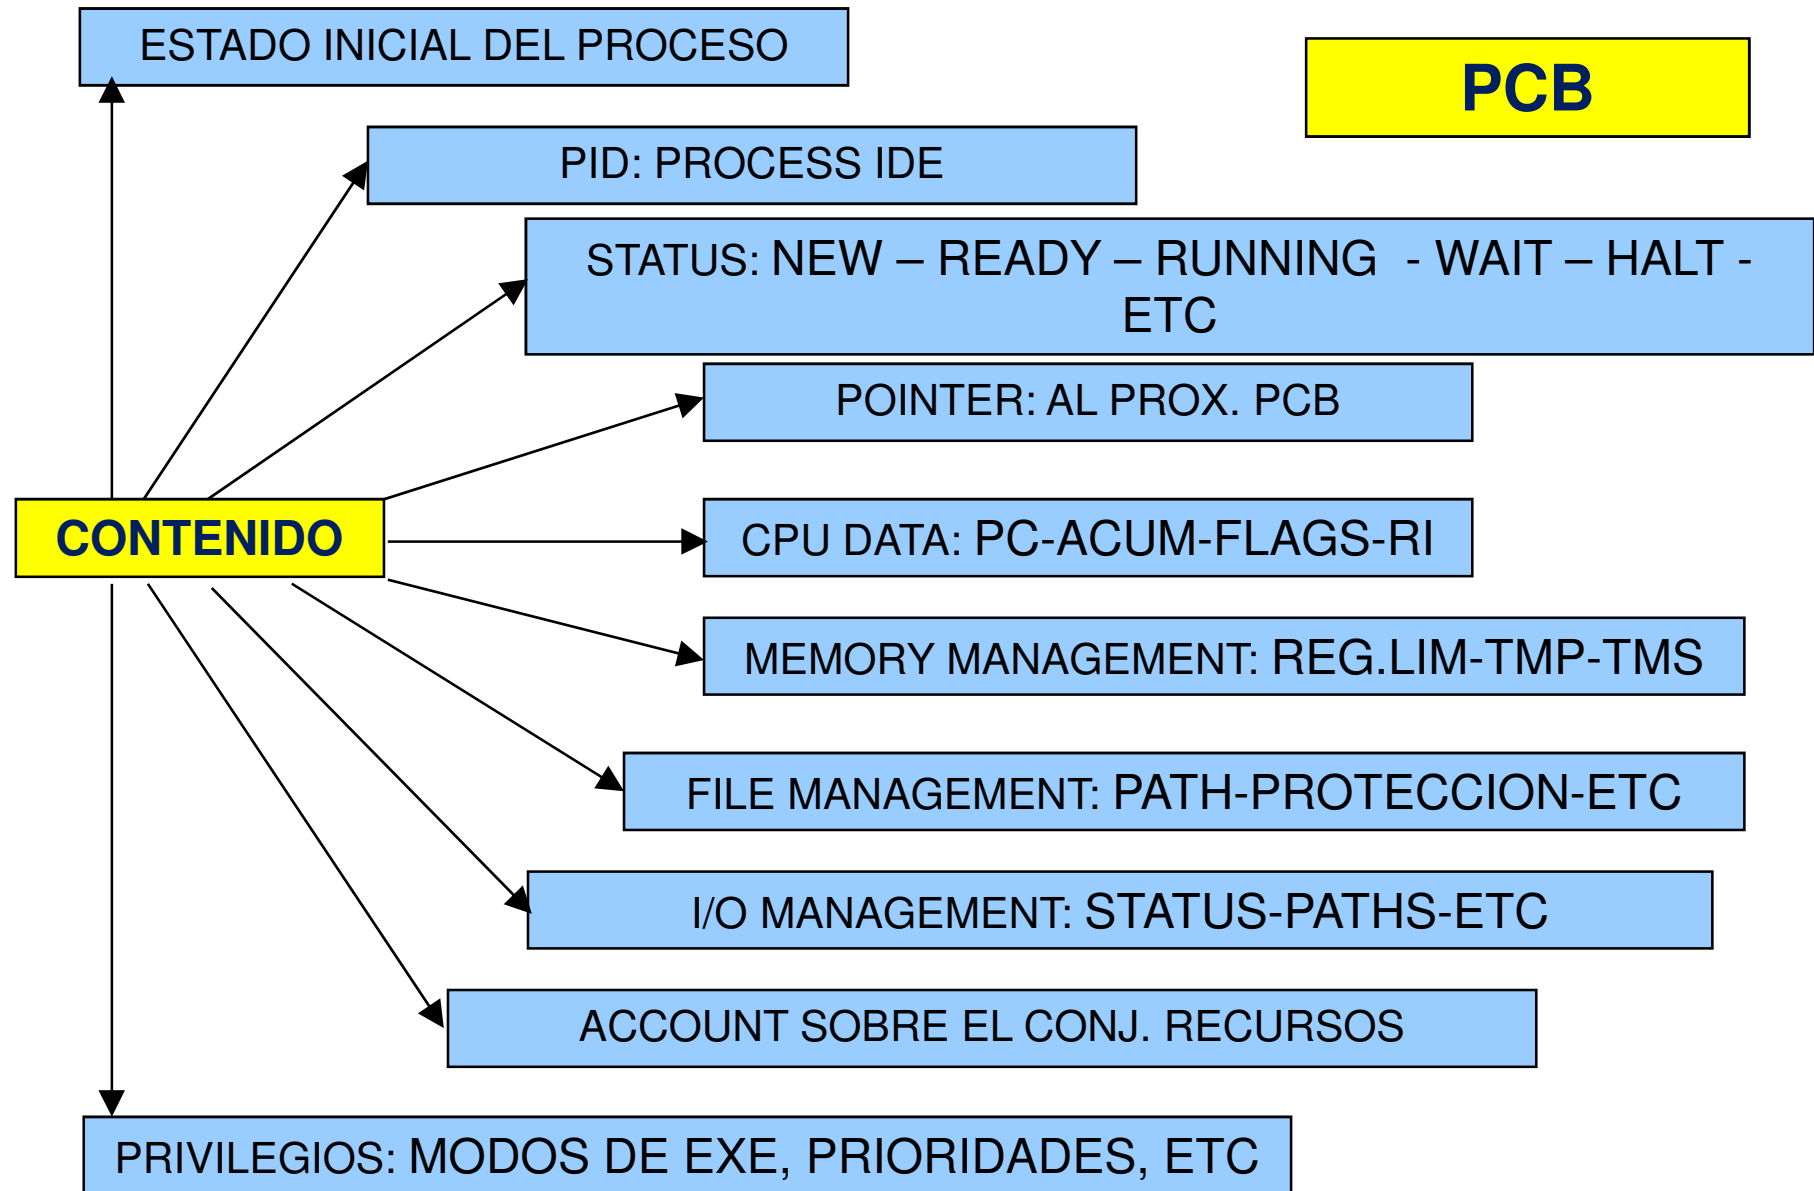 ESTADO INICIAL DEL PROCESO
PCB
PID: PROCESS IDE
STATUS: NEW – READY – RUNNING - WAIT – HALT -
ETC
POINTER: AL PROX. PCB
CONTENIDO
CPU DATA: PC-ACUM-FLAGS-RI
MEMORY MANAGEMENT: REG.LIM-TMP-TMS
FILE MANAGEMENT: PATH-PROTECCION-ETC
I/O MANAGEMENT: STATUS-PATHS-ETC
ACCOUNT SOBRE EL CONJ. RECURSOS
PRIVILEGIOS: MODOS DE EXE, PRIORIDADES, ETC